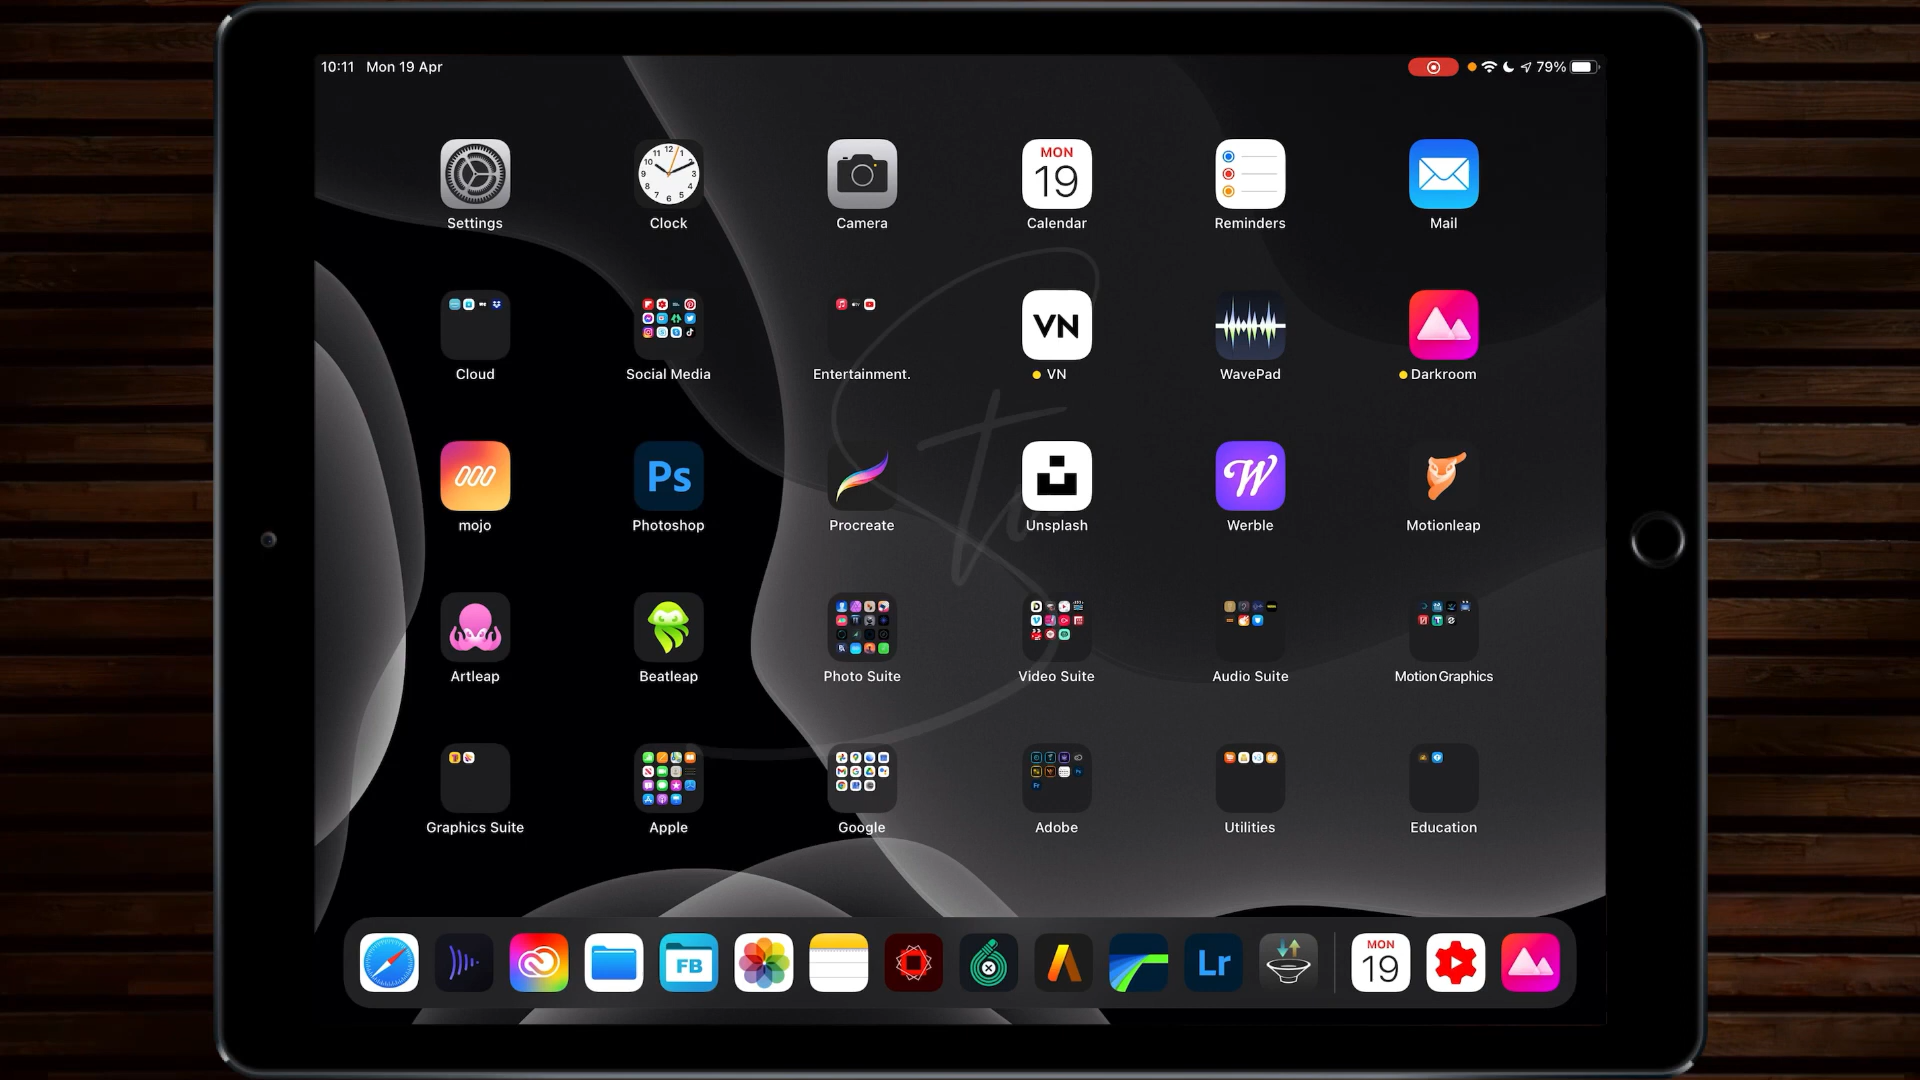 10:11 Mon 19 Apr
79%
MON
19
Settings
Clock
Camera
Calendar
Reminders
Mail
VN
Cloud
Social Media
Entertainment.
VN
WavePad
Darkroom
Ps
W
mojo
Photoshop
Procreate
Unsplash
Werble
Motionleap
Artleap
Beatleap
Photo Suite
Video Suite
Audio Suite
Motion Graphics
Graphics Suite
Apple
Google
Adobe
Utilities
Education
FB
Lr
MON
19